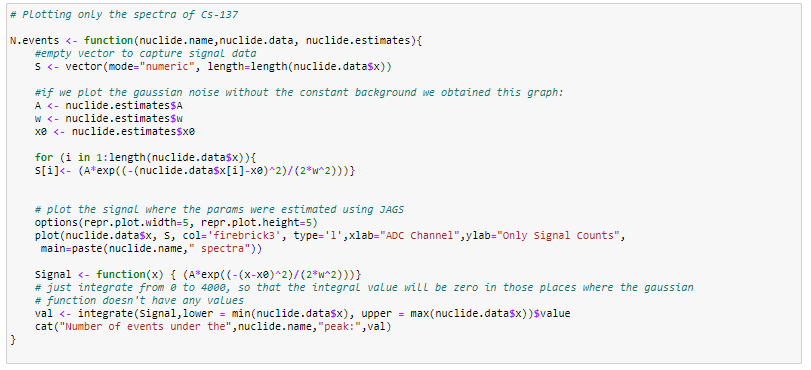 # Plotting only the spectra of Cs-137
N.events <- function(nuclide.name,nuclide.data, nuclide.estimates){
#empty vector to capture signal data
S <- vector(mode="numeric", length=length(nuclide.data$x))
#if we plot the gaussian noise without the constant background we obtained this graph:
A <- nuclide.estimates$A
w <- nuclide.estimates$w
x0 <- nuclide.estimates$x0
for (i in 1:length(nuclide.data$x)){
S[i]<- (A*exp((-(nuclide.data$x[i]-x0)^2)/(2*w^2)))}
# plot the signal where the params were estimated using JAGS
options(repr.plot.width=5, repr.plot.height=5)
plot(nuclide.data$x, S, col='firebrick3', type='l',xlab="ADC Channel",ylab="Only Signal Counts",
main=paste(nuclide.name," spectra"))
Signal <- function(x) { (A*exp((-(x-x0)^2)/(2*w^2)))}
# just integrate from 0 to 4000, so that the integral value will be zero in those places where the gaussian
# function doesn't have any values
val <- integrate(Signal,lower = min(nuclide.data$x), upper = max(nuclide.data$x))$value
cat("Number of events under the",nuclide.name,"peak:",val)
}